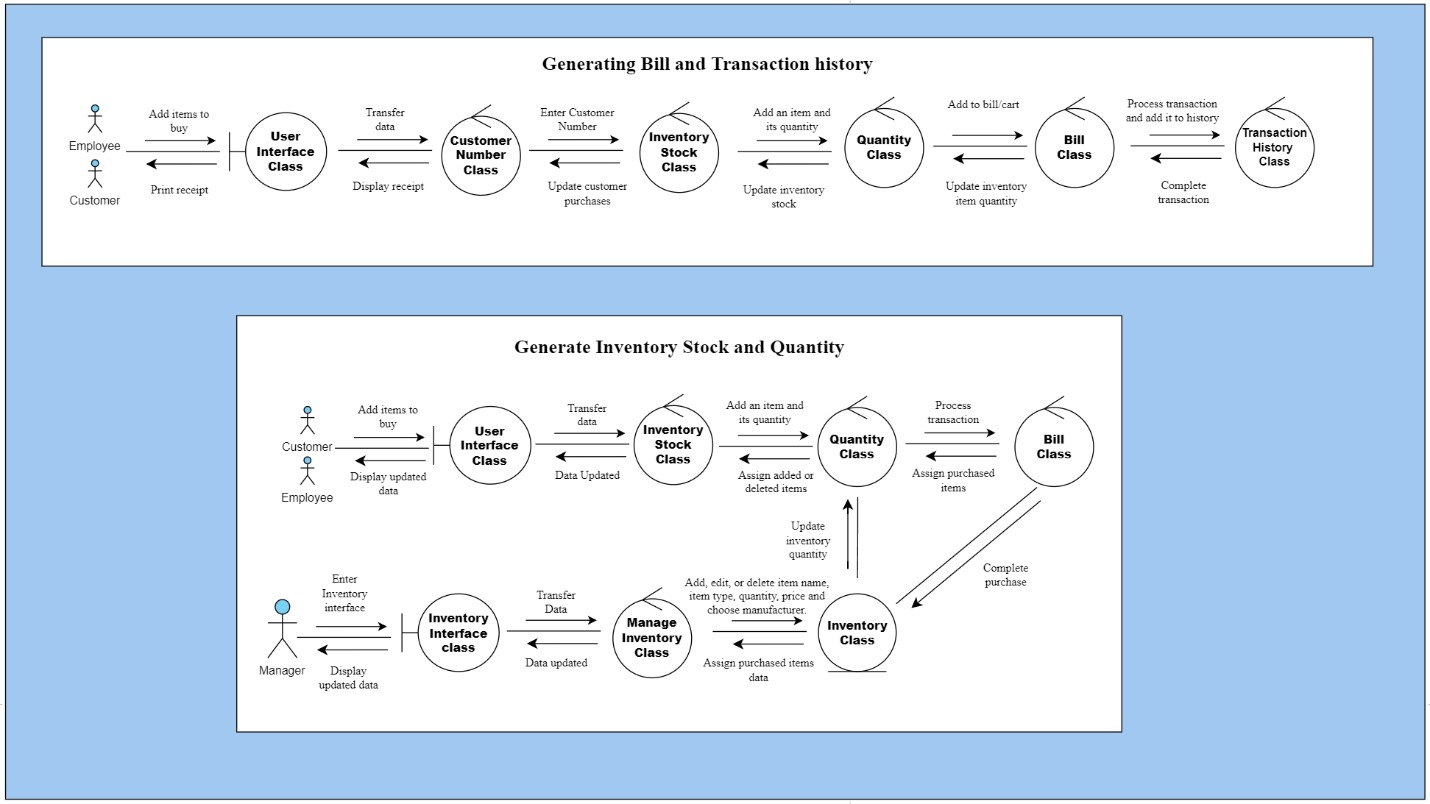 Generating Bill and Transaction history
Employee
Customer
Add items to
buy
Print receipt
User
Interface
Class
Transfer
data
Display receipt
Customer
Number
Class
Enter Customer
Number
Update customer
purchases
Inventory
Stock
Class
Add an item and
its quantity
Update inventory
stock
Quantity
Class
Add to bill/cart
Update inventory
item quantity
Bill
Class
Process transaction
and add it to history
Complete
transaction
Transaction
History
Class
Generate Inventory Stock and Quantity
Customer
Employee
Add items to
buy
Display updated
data
User
Interface
Class
Transfer
data
Data Updated
Inventory
Stock
Class
Add an item and
its quantity
Assign added or
deleted items
Quantity
Class
Process
transaction
Assign purchased
items
Bill
Class
Update
inventory
quantity
Complete
purchase
Manager
Enter
Inventory
interface
Display
updated data
Inventory
Interface
class
Transfer
Data
Data updated
Manage
Inventory
Class
Add, edit, or delete item name,
item type, quantity, price and
choose manufacturer.
Assign purchased items
data
Inventory
Class